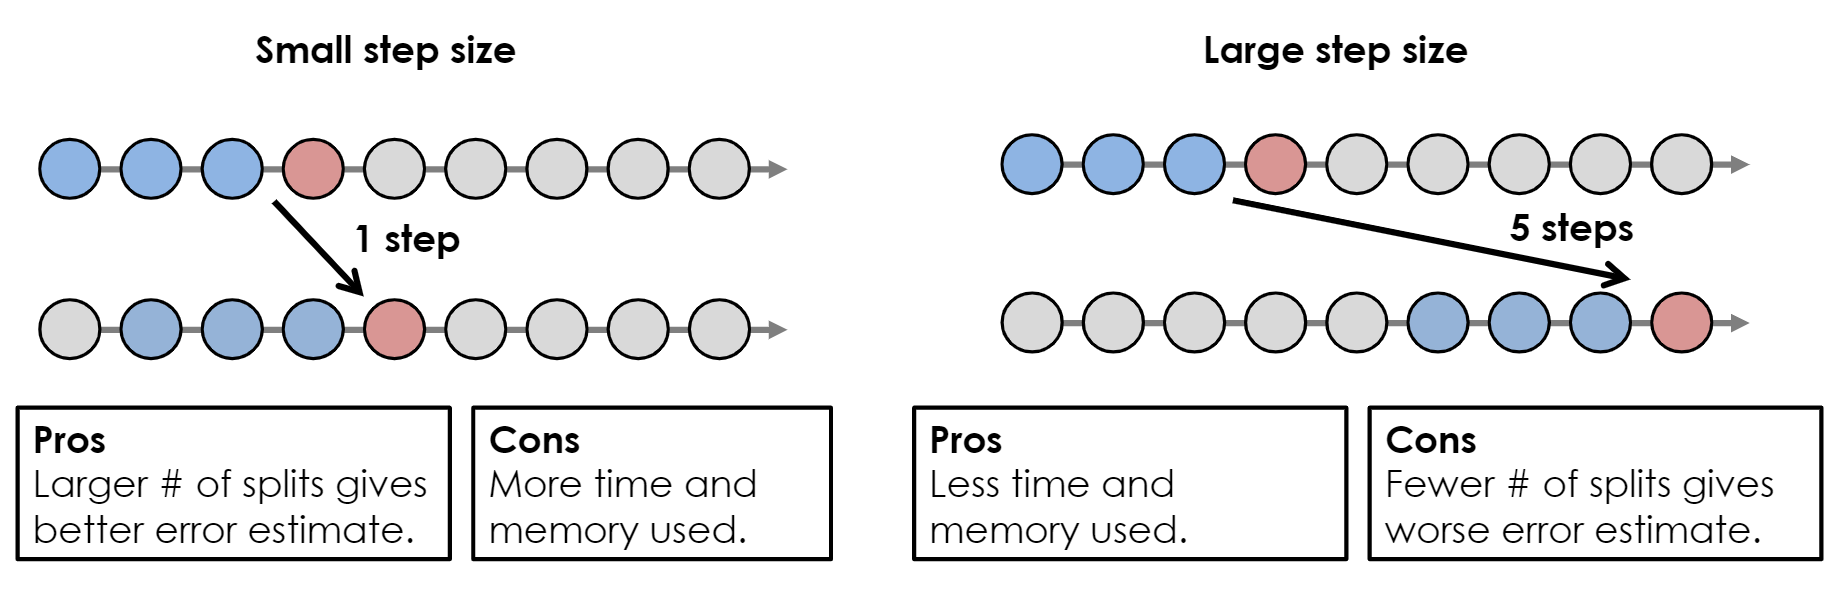 Small step size
1 step
Pros
Larger # of splits gives
better error estimate.
Cons
More time and
memory used.
Large step size
5 steps
Pros
Less time and
memory used.
Cons
Fewer # of splits gives
worse error estimate.